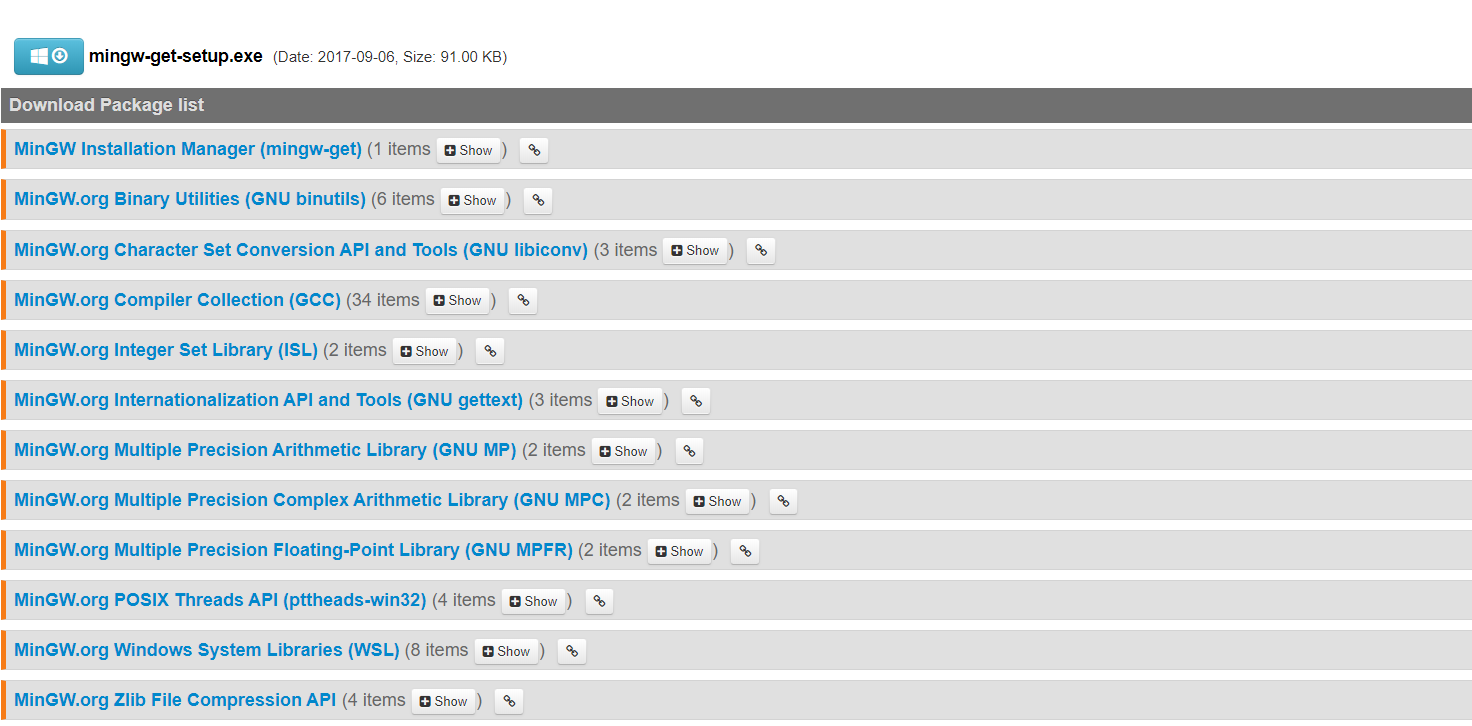 mingw-get-setup.exe (Date: 2017-09-06, Size: 91.00 KB)
Download Package list
MinGW Installation Manager (mingw-get) (1 items Show)
MinGW.org Binary Utilities (GNU binutils) (6 items Show)
MinGW.org Character Set Conversion API and Tools (GNU libiconv) (3 items Show)
MinGW.org Compiler Collection (GCC) (34 items Show)
MinGW.org Integer Set Library (ISL) (2 items Show)
MinGW.org Internationalization API and Tools (GNU gettext) (3 items Show)
MinGW.org Multiple Precision Arithmetic Library (GNU MP) (2 items Show)
MinGW.org Multiple Precision Complex Arithmetic Library (GNU MPC) (2 items Show)
MinGW.org Multiple Precision Floating-Point Library (GNU MPFR) (2 items Show)
MinGW.org POSIX Threads API (pttheads-win32) (4 items Show)
MinGW.org Windows System Libraries (WSL) (8 items Show)
MinGW.org Zlib File Compression API (4 items Show)